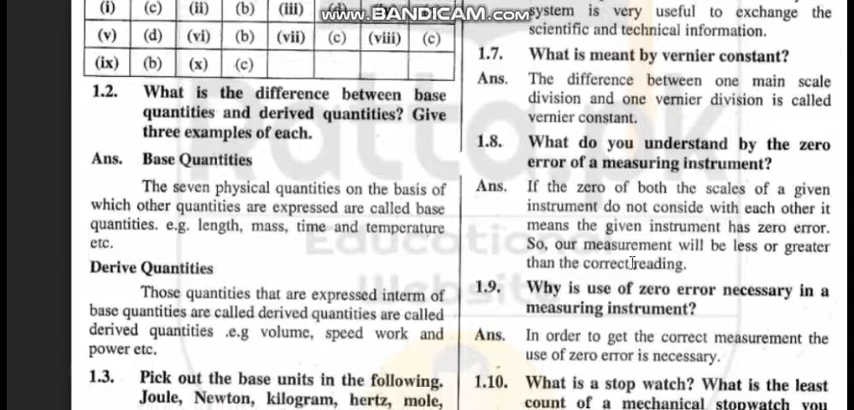 www.BANDICAM.com
(i) (c) (ii) (b) (iii)
(v) (d) (vi) (b) (vii) (c) (viii) (c)
(ix) (b) (x) (c)
1.2. What is the difference between base
quantities and derived quantities? Give
three examples of each.
Ans. Base Quantities
The seven physical quantities on the basis of
which other quantities are expressed are called base
quantities. e.g. length, mass, time and temperature
etc.
Derive Quantities
Those quantities that are expressed interm of
base quantities are called derived quantities are called
derived quantities .e.g volume, speed work and
power etc.
1.3. Pick out the base units in the following.
Joule, Newton, kilogram, hertz, mole,
system is very useful to exchange the
scientific and technical information.
1.7. What is meant by vernier constant?
Ans. The difference between one main scale
division and one vernier division is called
vernier constant.
1.8. What do you understand by the zero
error of a measuring instrument?
Ans. If the zero of both the scales of a given
instrument do not conside with each other it
means the given instrument has zero error.
So, our measurement will be less or greater
than the correct reading.
1.9. Why is use of zero error necessary in a
measuring instrument?
Ans. In order to get the correct measurement the
use of zero error is necessary.
1.10. What is a stop watch? What is the least
count of a mechanical stopwatch you